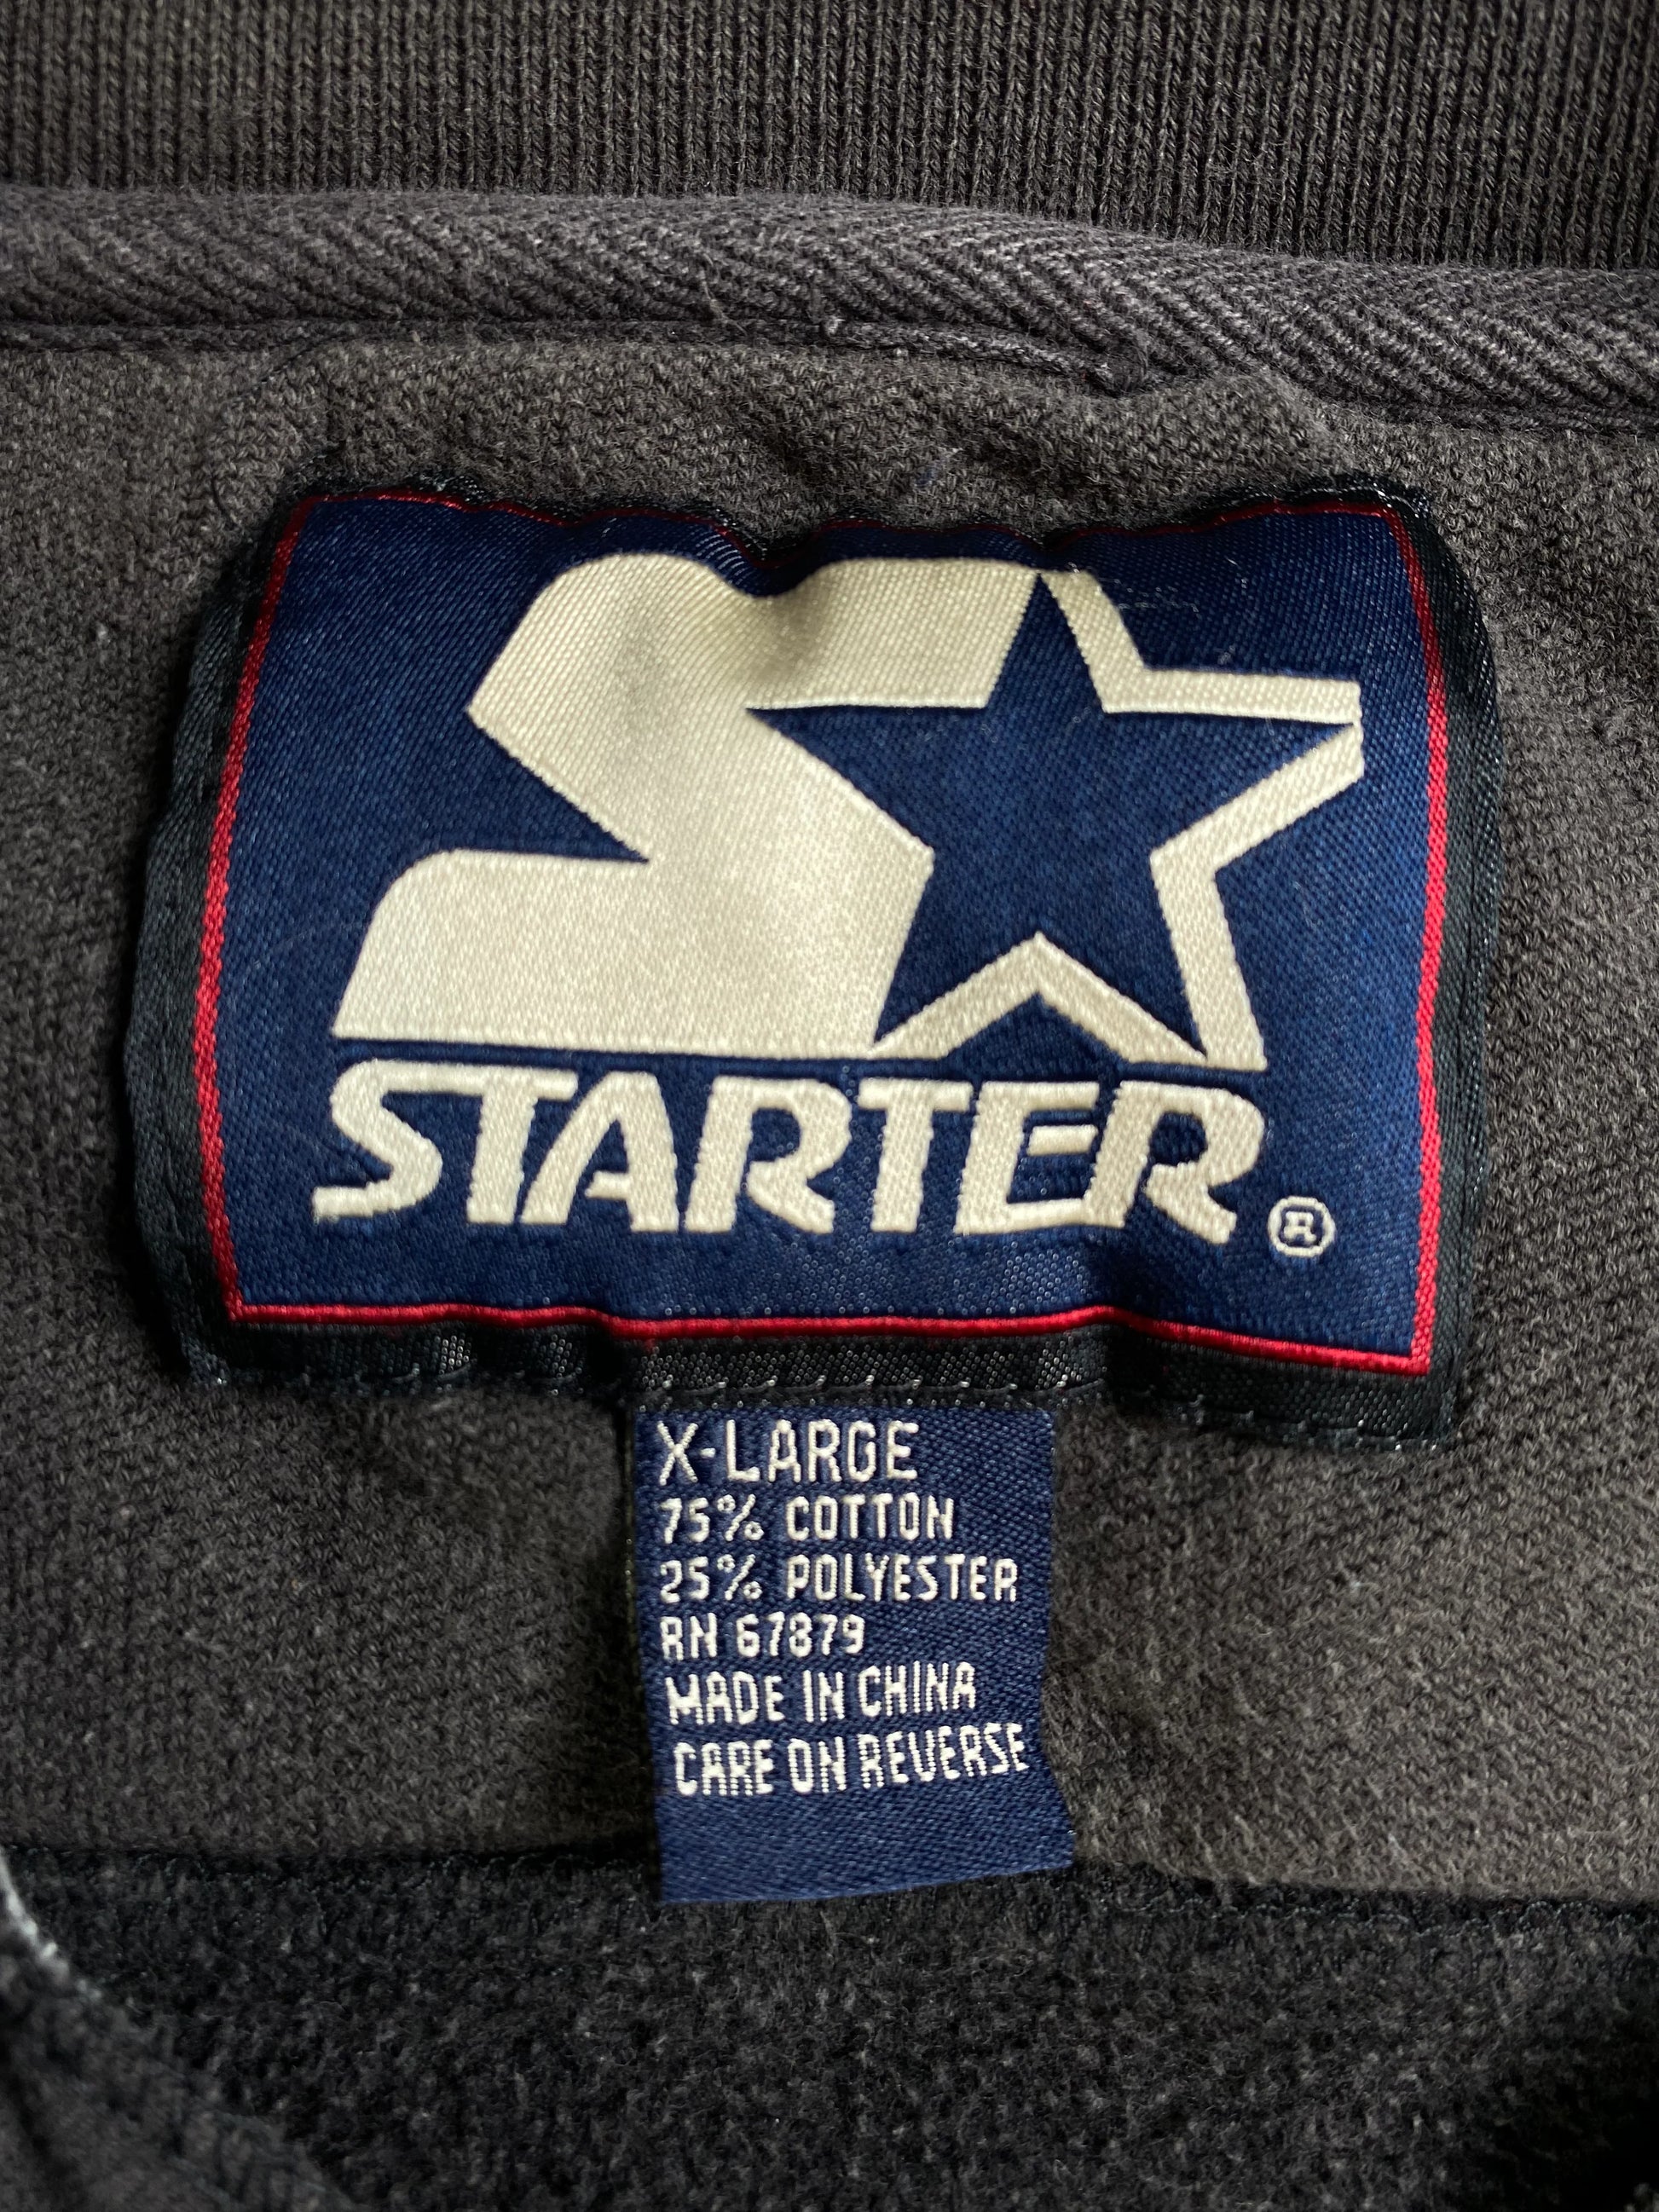 STARTER®
X-LARGE
75% COTTON
25% POLYESTER
RN 67879
MADE IN CHINA
CARE ON REVERSE